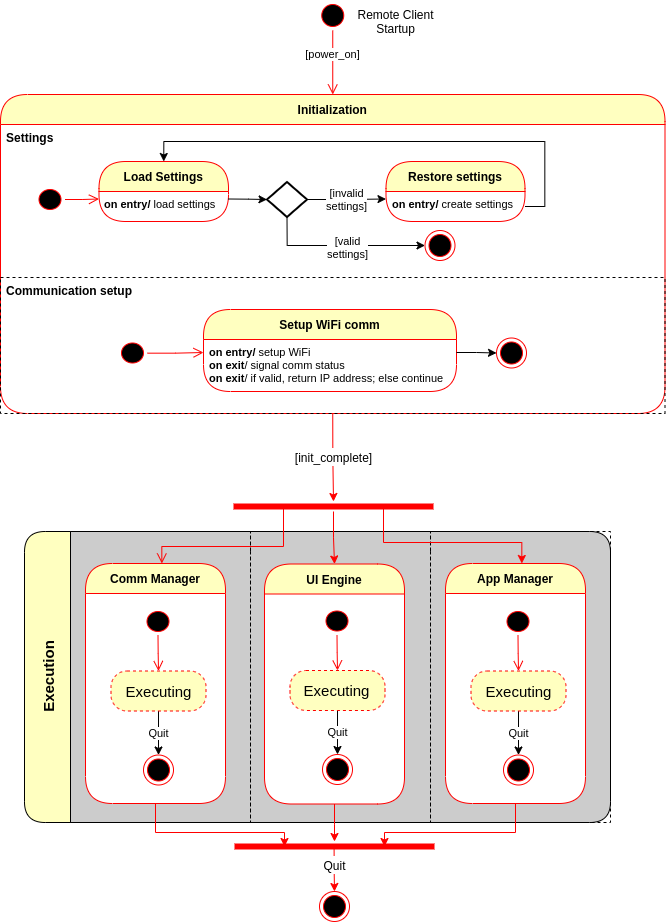 Remote Client
Startup
[power_on]
Initialization
Settings
Load Settings
on entry/ load settings
[invalid
settings]
Restore settings
on entry/ create settings
[valid
settings]
Communication setup
Setup WiFi comm
on entry/ setup WiFi
on exit/ signal comm status
on exit/ if valid, return IP address; else continue
[init_complete]
Execution
Comm Manager
UI Engine
App Manager
Executing
Executing
Executing
Quit
Quit
Quit
Quit